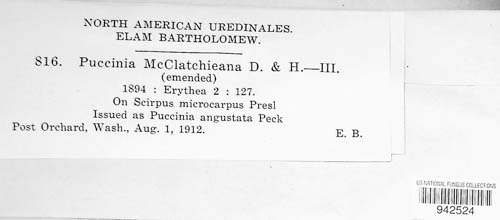 NORTH AMERICAN UREDINALES.
ELAM BARTHOLOMEW.
816. Puccinia McClatchieana D. & H.—III.
(emended)
1894 : Erythea 2 : 127.
On Scirpus microcarpus Presl
Issued as Puccinia angustata Peck
Post Orchard, Wash., Aug. 1, 1912. E. B.
US NATIONAL FUNGUS COLLECTIONS
942524